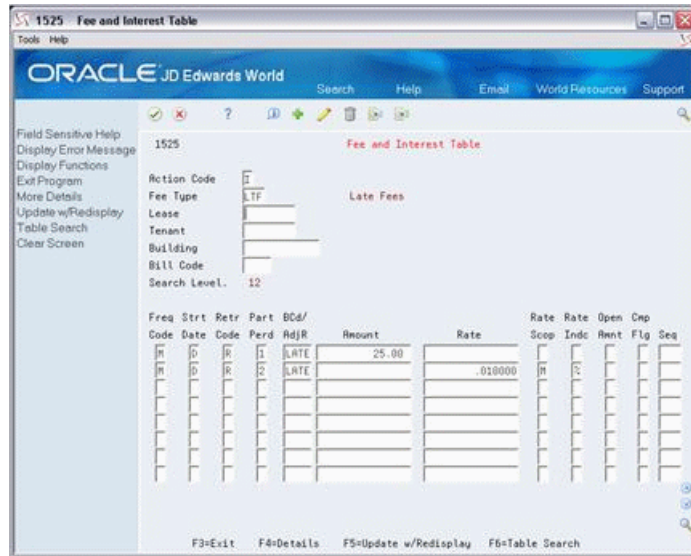 1525 Fee and Interest Table
Tools Help
ORACLE JD Edwards World
Search Help Email World Resources Support
Field Sensitive Help
Display Error Message
Display Functions
Exit Program
More Details
Update w/Redisplay
Table Search
Clear Screen
1525 Fee and Interest Table
Action Code I
Fee Type LTF Late Fees
Lease
Tenant
Building
Bill Code
Search Level. 12
Freq Strt Retr Part BCd/ Rate Rate Open Cmp
Code Date Code Perd AdjR Amount Rate Scop Indc Amnt Flg Seq
M D R 1 LATE 25.00
M D R 2 LATE .010000 M %
F3=Exit F4=Details F5=Update w/Redisplay F6=Table Search